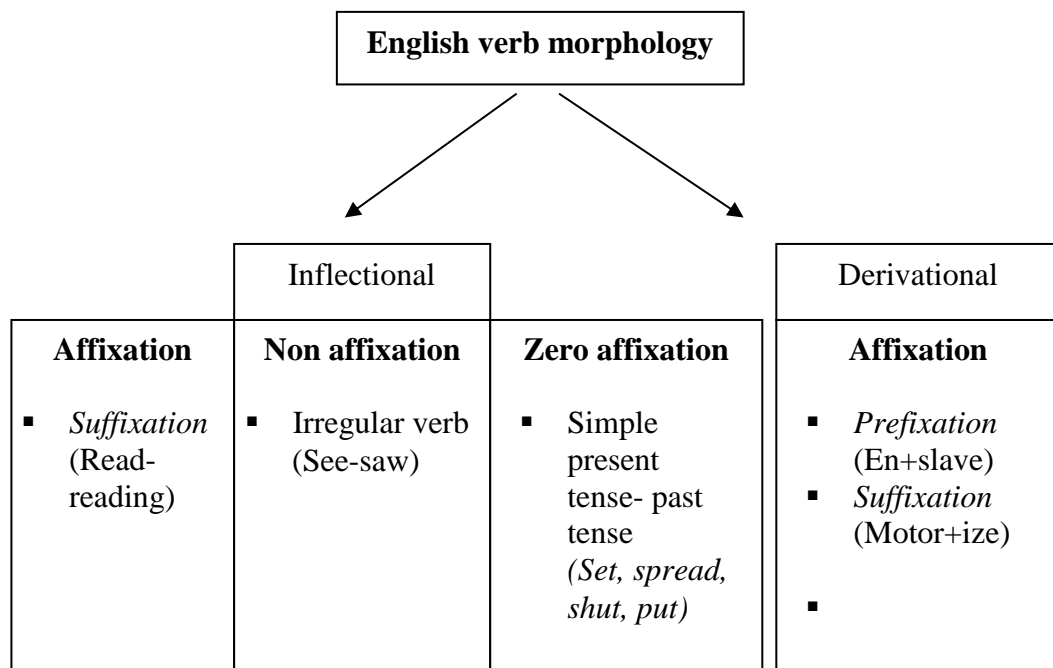 English verb morphology
Inflectional
Derivational
Affixation
▪ Suffixation
(Read-
reading)
Non affixation
▪ Irregular verb
(See-saw)
Zero affixation
▪ Simple
present
tense- past
tense
(Set, spread,
shut, put)
Affixation
▪ Prefixation
(En+slave)
▪ Suffixation
(Motor+ize)
▪